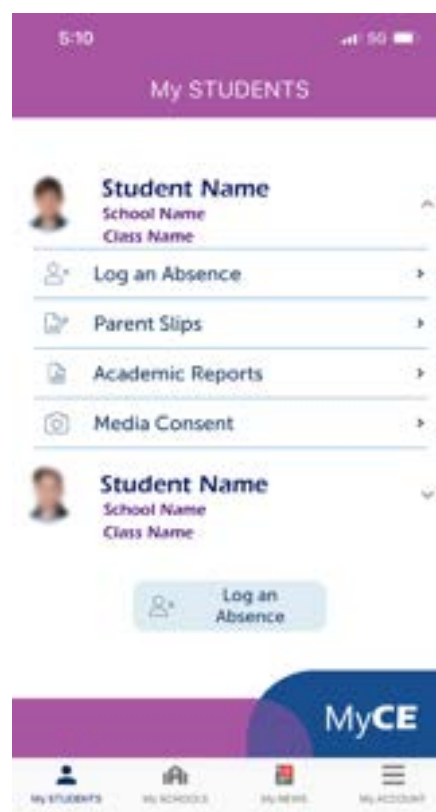 5:10
5G
My STUDENTS
Student Name
School Name
Class Name
Log an Absence
Parent Slips
Academic Reports
Media Consent
Student Name
School Name
Class Name
Log an
Absence
MyCE
My STUDENTS
My SCHOOLS
My NEWS
My ACCOUNT